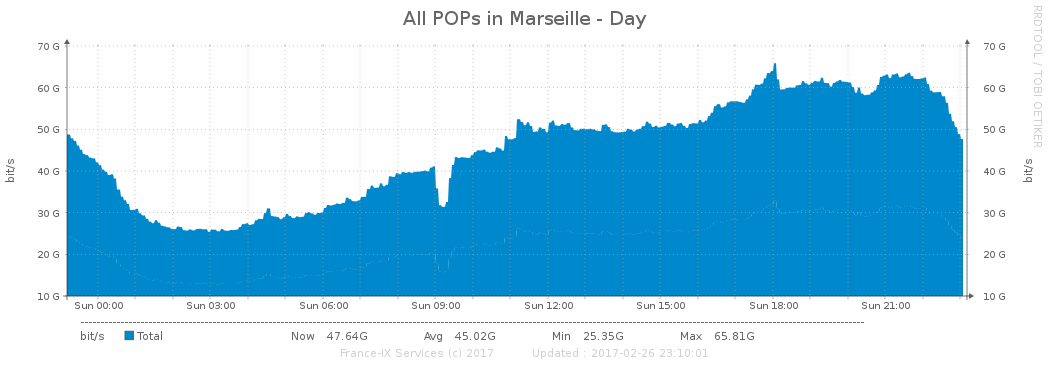 All POPs in Marseille - Day
RRDTOOL / TOBI OETIKER
bit/s
70 G 70 G
60 G 60 G
50 G 50 G
40 G 40 G
30 G 30 G
20 G 20 G
10 G 10 G
bit/s
Sun 00:00 Sun 03:00 Sun 06:00 Sun 09:00 Sun 12:00 Sun 15:00 Sun 18:00 Sun 21:00
bit/s Total Now 47.64G Avg 45.02G Min 25.35G Max 65.81G
France-IX Services (c) 2017 Updated : 2017-02-26 23:10:01